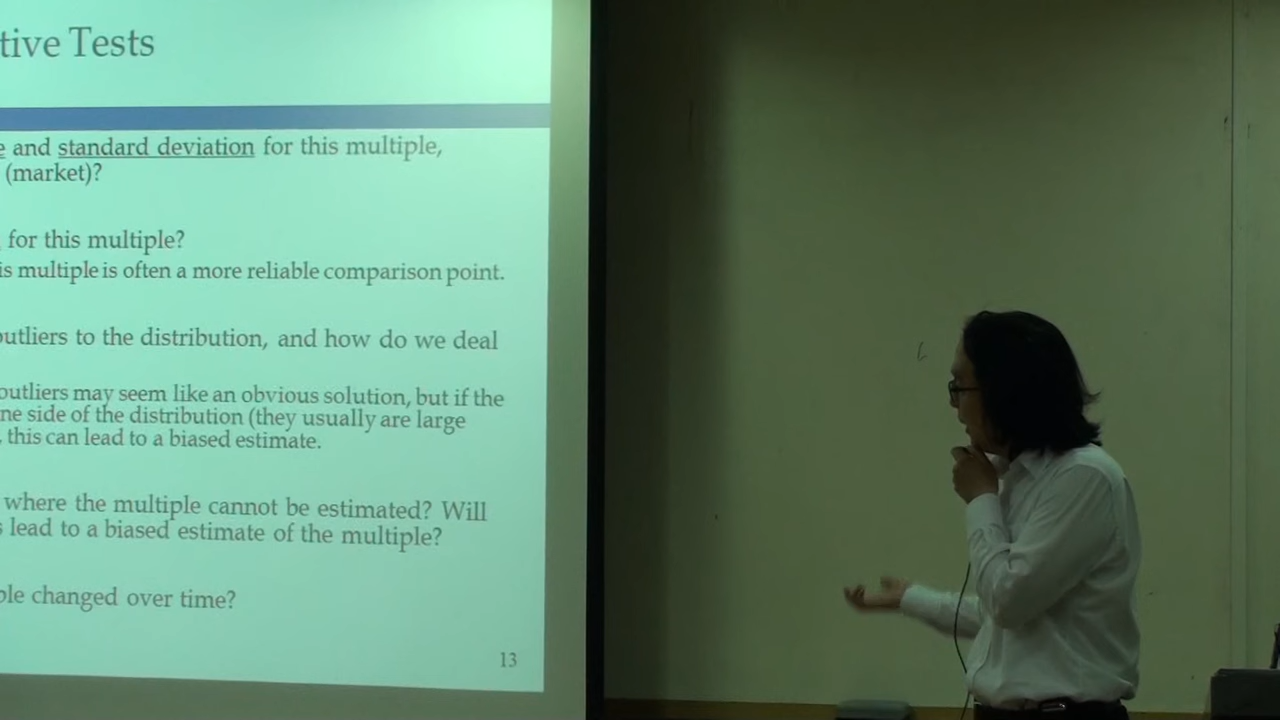 tive Tests
e and standard deviation for this multiple,
(market)?
for this multiple?
is multiple is often a more reliable comparison point.
outliers to the distribution, and how do we deal
outliers may seem like an obvious solution, but if the
ne side of the distribution (they usually are large
, this can lead to a biased estimate.
where the multiple cannot be estimated? Will
s lead to a biased estimate of the multiple?
ple changed over time?
13